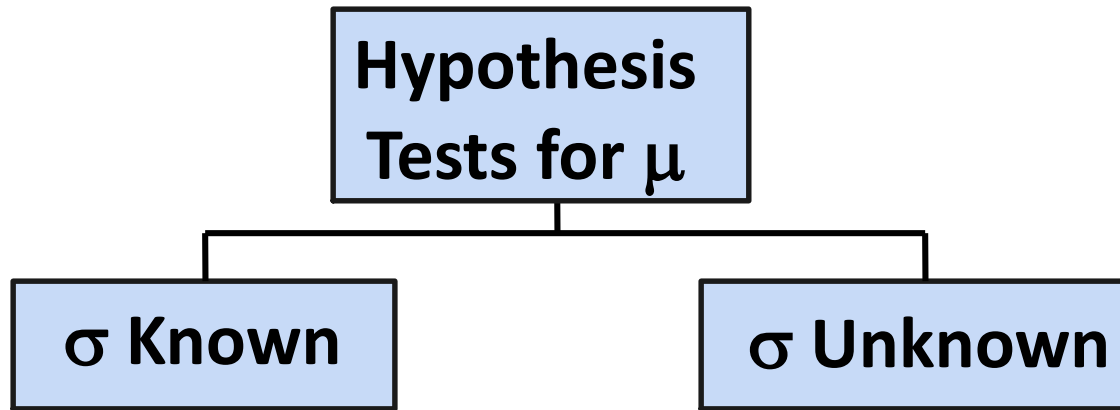 Hypothesis
Tests for μ
σ Known
σ Unknown